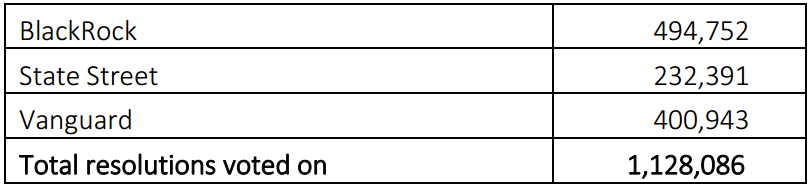 BlackRock 494,752
State Street 232,391
Vanguard 400,943
Total resolutions voted on 1,128,086